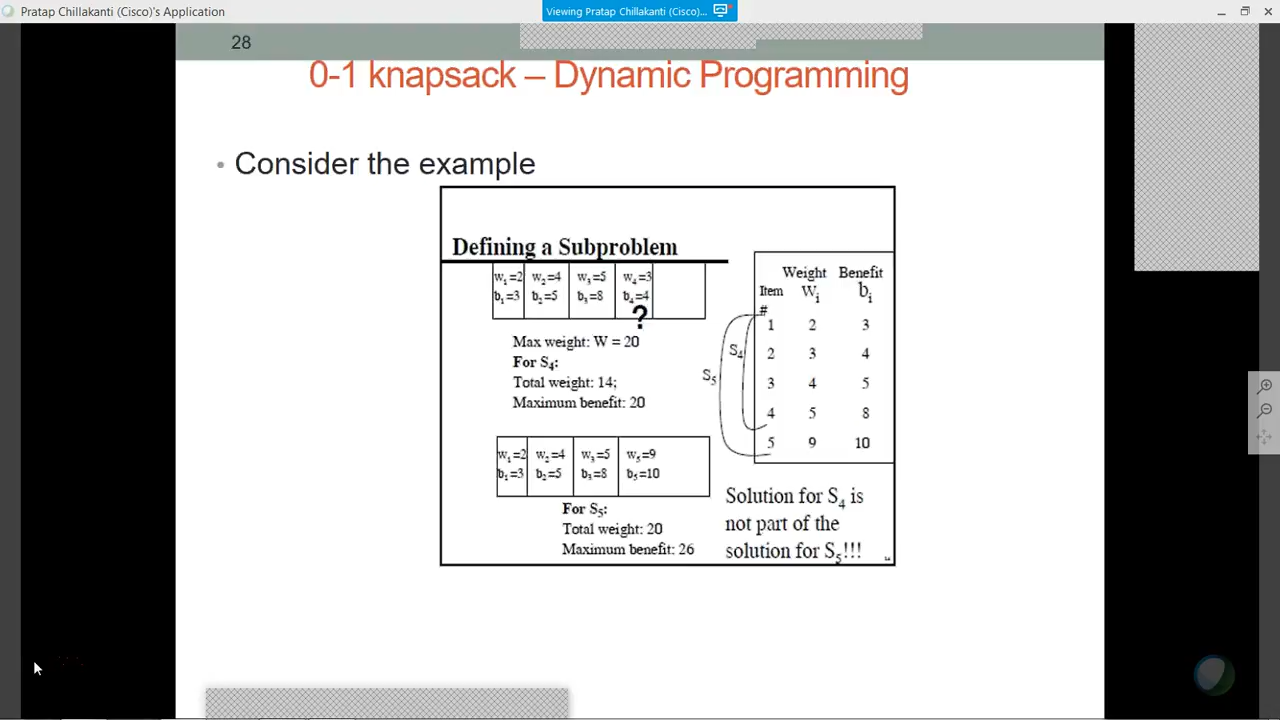 Pratap Chillakanti (Cisco)'s Application
Viewing Pratap Chillakanti (Cisco)...
28
0-1 knapsack – Dynamic Programming
• Consider the example
Defining a Subproblem
w₁=2 w₂=4 w₃=5 w₄=3
b₁=3 b₂=5 b₃=8 b₄=4
?
Max weight: W = 20
For S₄:
Total weight: 14;
Maximum benefit: 20
w₁=2 w₂=4 w₃=5 w₅=9
b₁=3 b₂=5 b₃=8 b₅=10
For S₅:
Total weight: 20
Maximum benefit: 26
Weight Benefit
Item Wᵢ bᵢ
#
1 2 3
S₄
2 3 4
S₅
3 4 5
4 5 8
5 9 10
Solution for S₄ is
not part of the
solution for S₅!!!